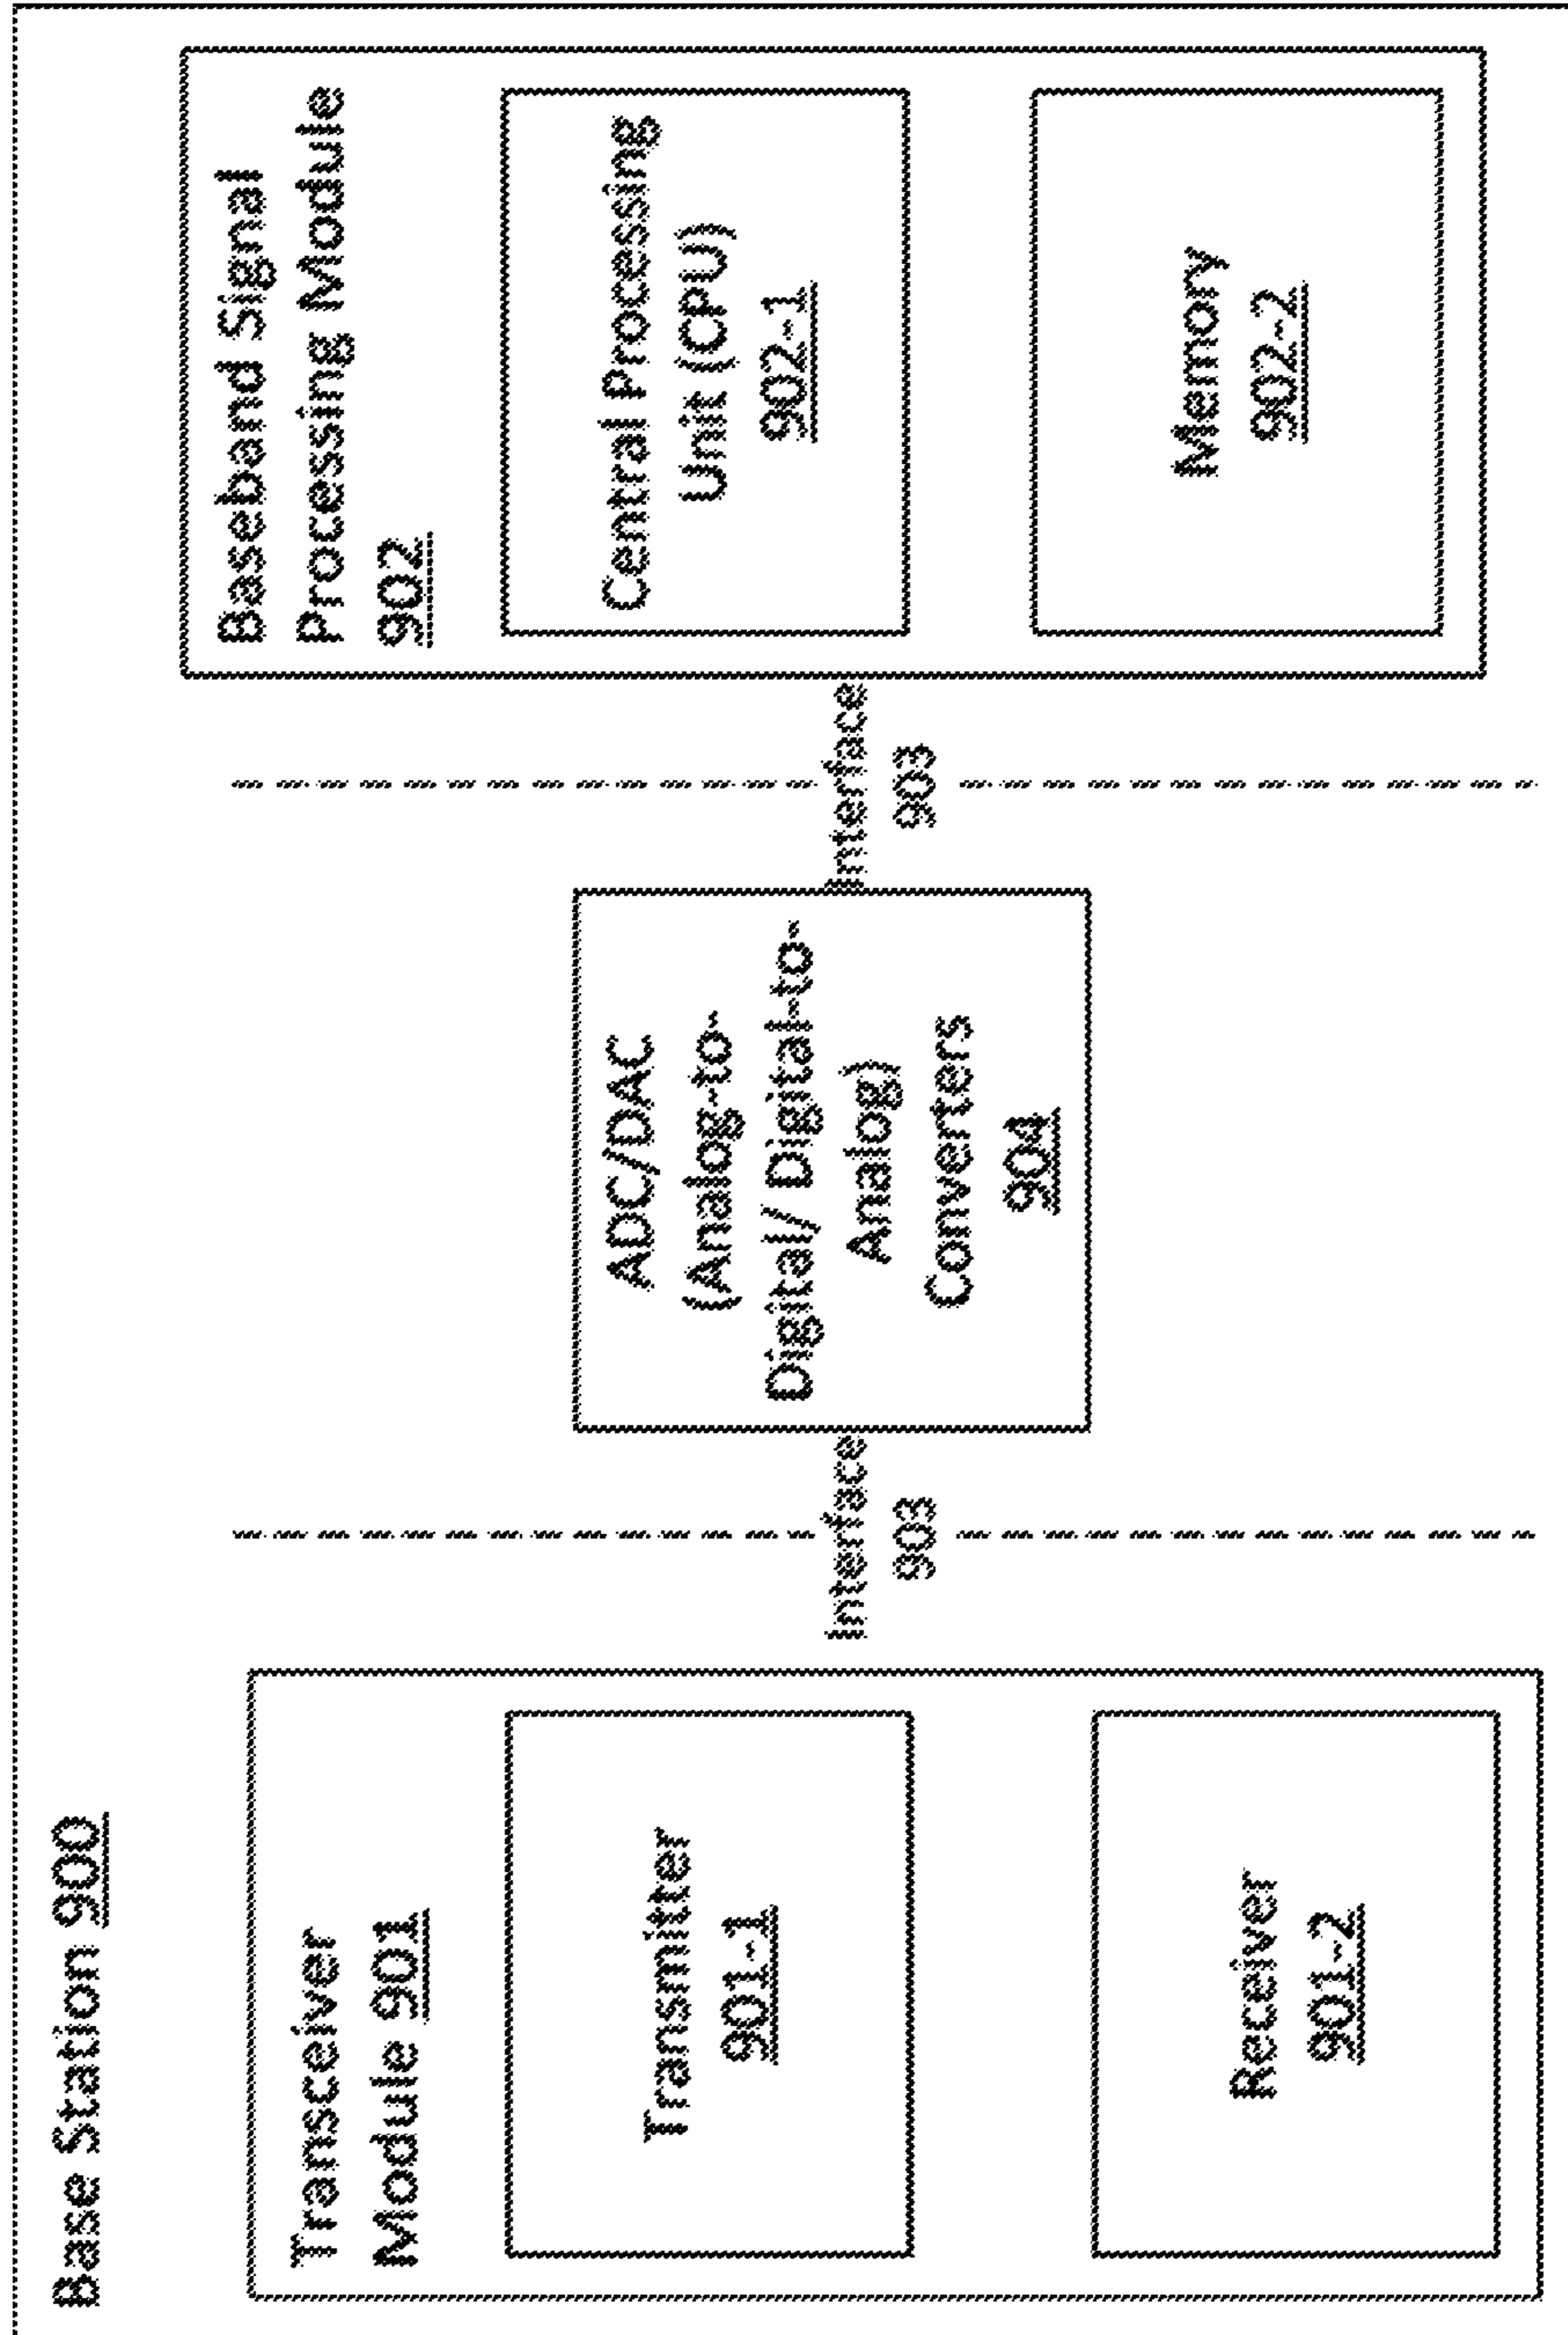 Base Station 900
Transceiver
Module 901
Transmitter
901-1
Receiver
901-2
Interface
903
ADC/DAC
(Analog-to-
Digital/ Digital-to-
Analog)
Converters
904
Interface
903
Baseband Signal
Processing Module
902
Central Processing
Unit (CPU)
902-1
Memory
902-2